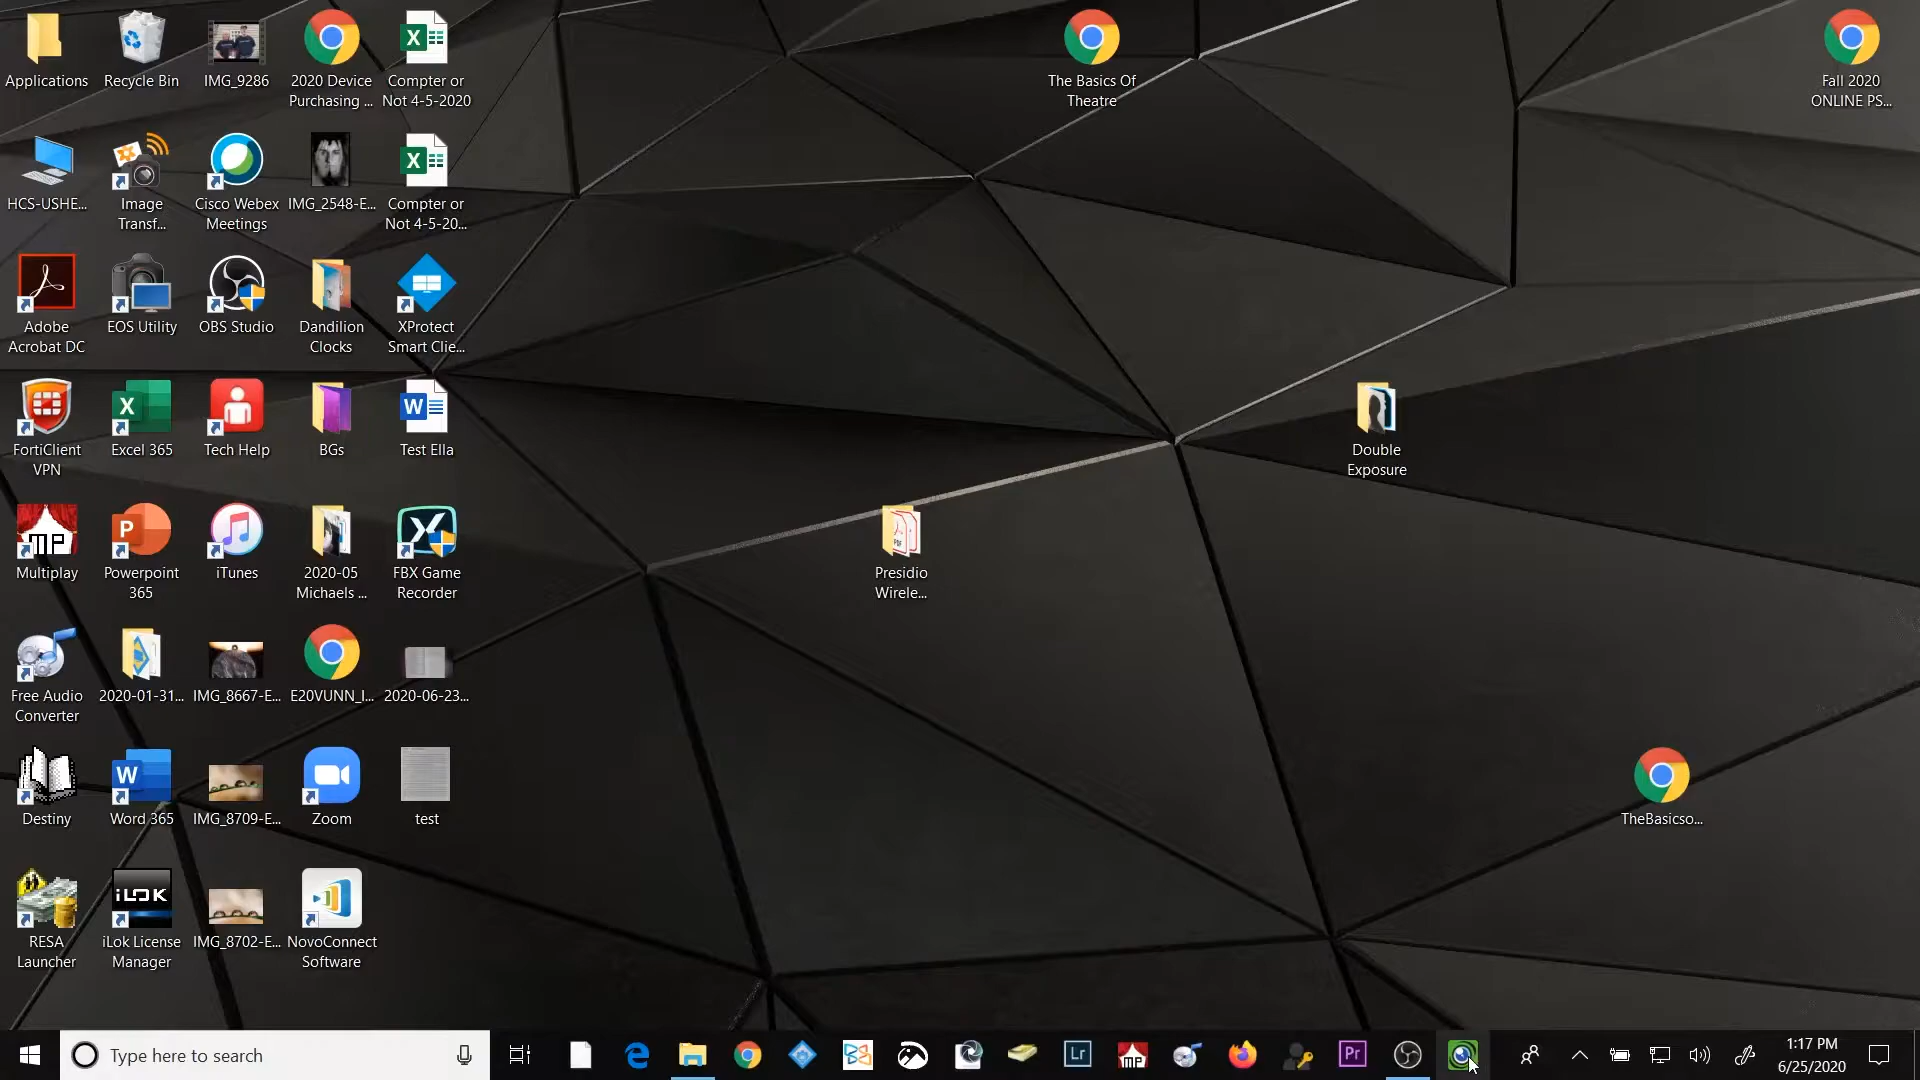 Applications
Recycle Bin
IMG_9286
2020 Device
Purchasing ...
Compter or
Not 4-5-2020
The Basics Of
Theatre
Fall 2020
ONLINE PS...
HCS-USHE...
Image
Transf...
Cisco Webex
Meetings
IMG_2548-E...
Compter or
Not 4-5-20...
Adobe
Acrobat DC
EOS Utility
OBS Studio
Dandilion
Clocks
XProtect
Smart Clie...
FortiClient
VPN
Excel 365
Tech Help
BGs
Test Ella
Double
Exposure
Multiplay
Powerpoint
365
iTunes
2020-05
Michaels ...
FBX Game
Recorder
Presidio
Wirele...
Free Audio
Converter
2020-01-31...
IMG_8667-E...
E20VUNN_I...
2020-06-23...
Destiny
Word 365
IMG_8709-E...
Zoom
test
TheBasicso...
RESA
Launcher
iLok License
Manager
IMG_8702-E...
NovoConnect
Software
Type here to search
1:17 PM
6/25/2020